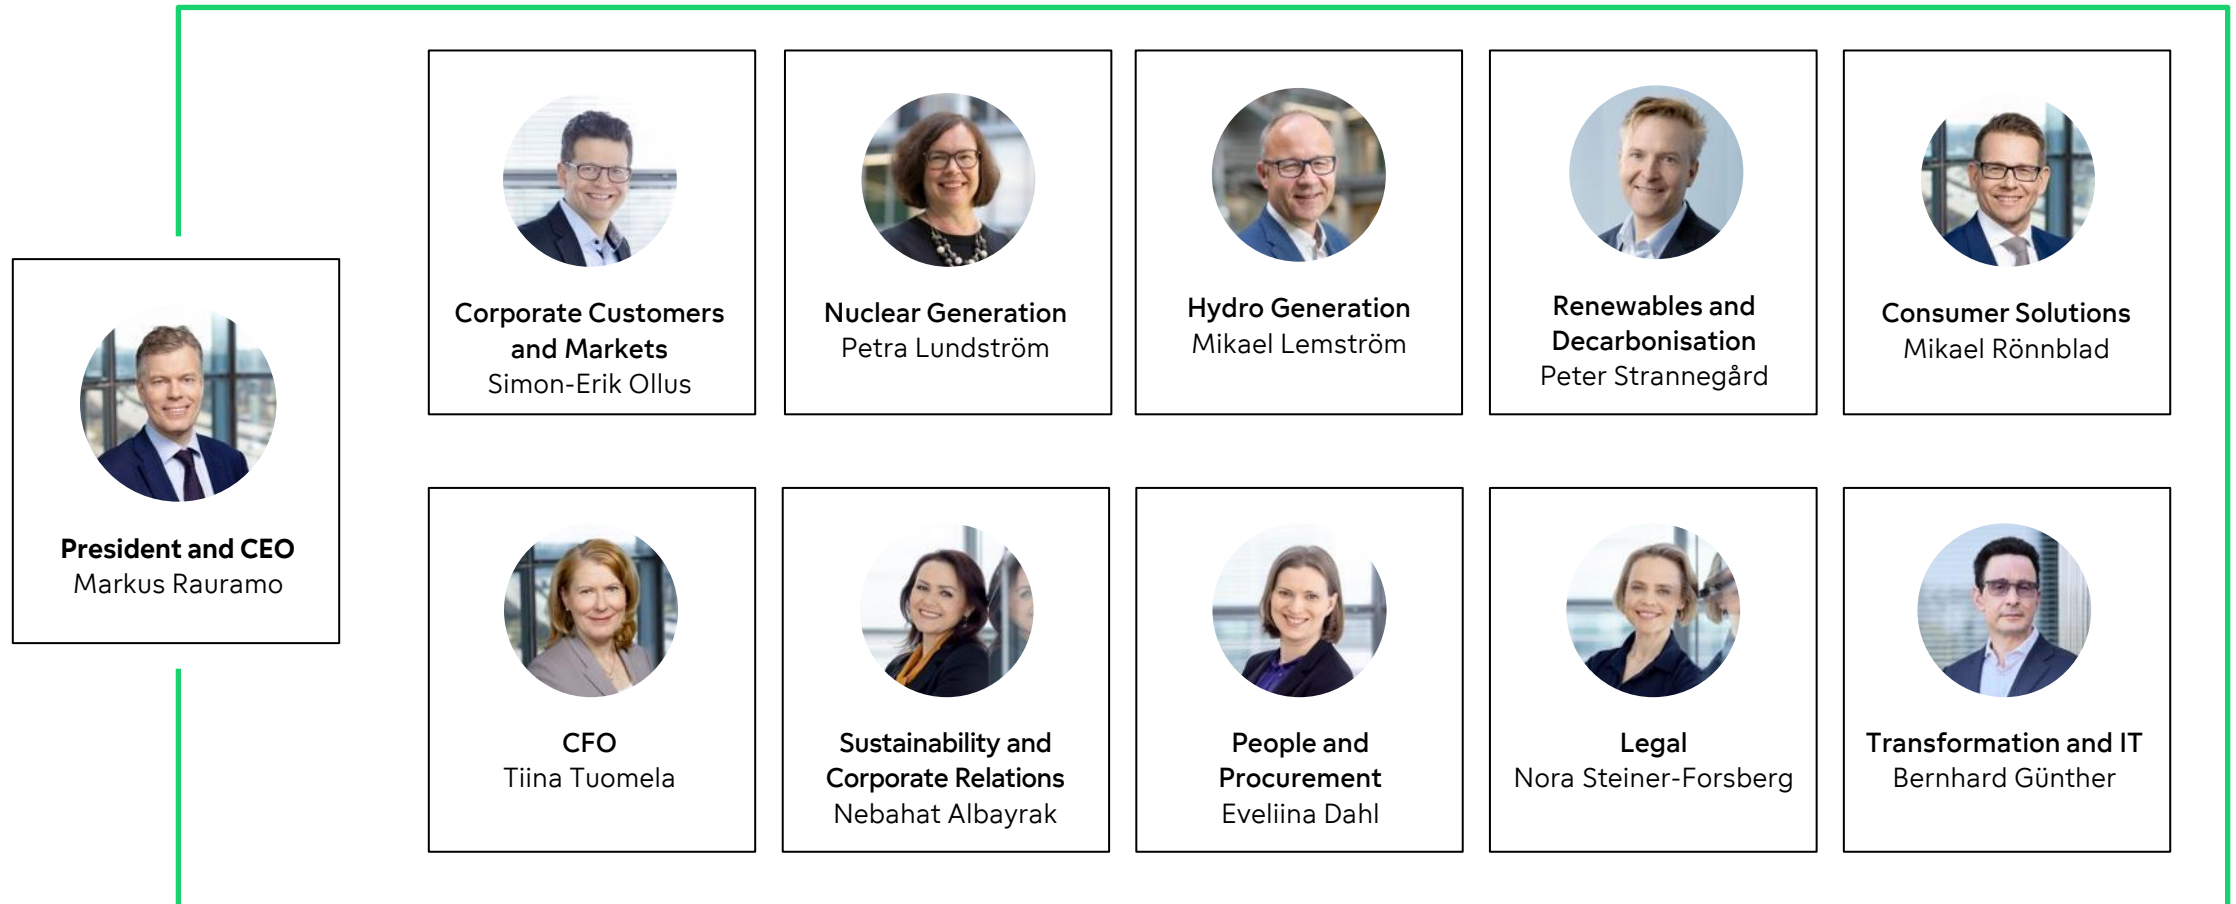 Corporate Customers
and Markets
Simon-Erik Ollus
Nuclear Generation
Petra Lundström
Hydro Generation
Mikael Lemström
Renewables and
Decarbonisation
Peter Strannegård
Consumer Solutions
Mikael Rönnblad
President and CEO
Markus Rauramo
CFO
Tiina Tuomela
Sustainability and
Corporate Relations
Nebahat Albayrak
People and
Procurement
Eveliina Dahl
Legal
Nora Steiner-Forsberg
Transformation and IT
Bernhard Günther